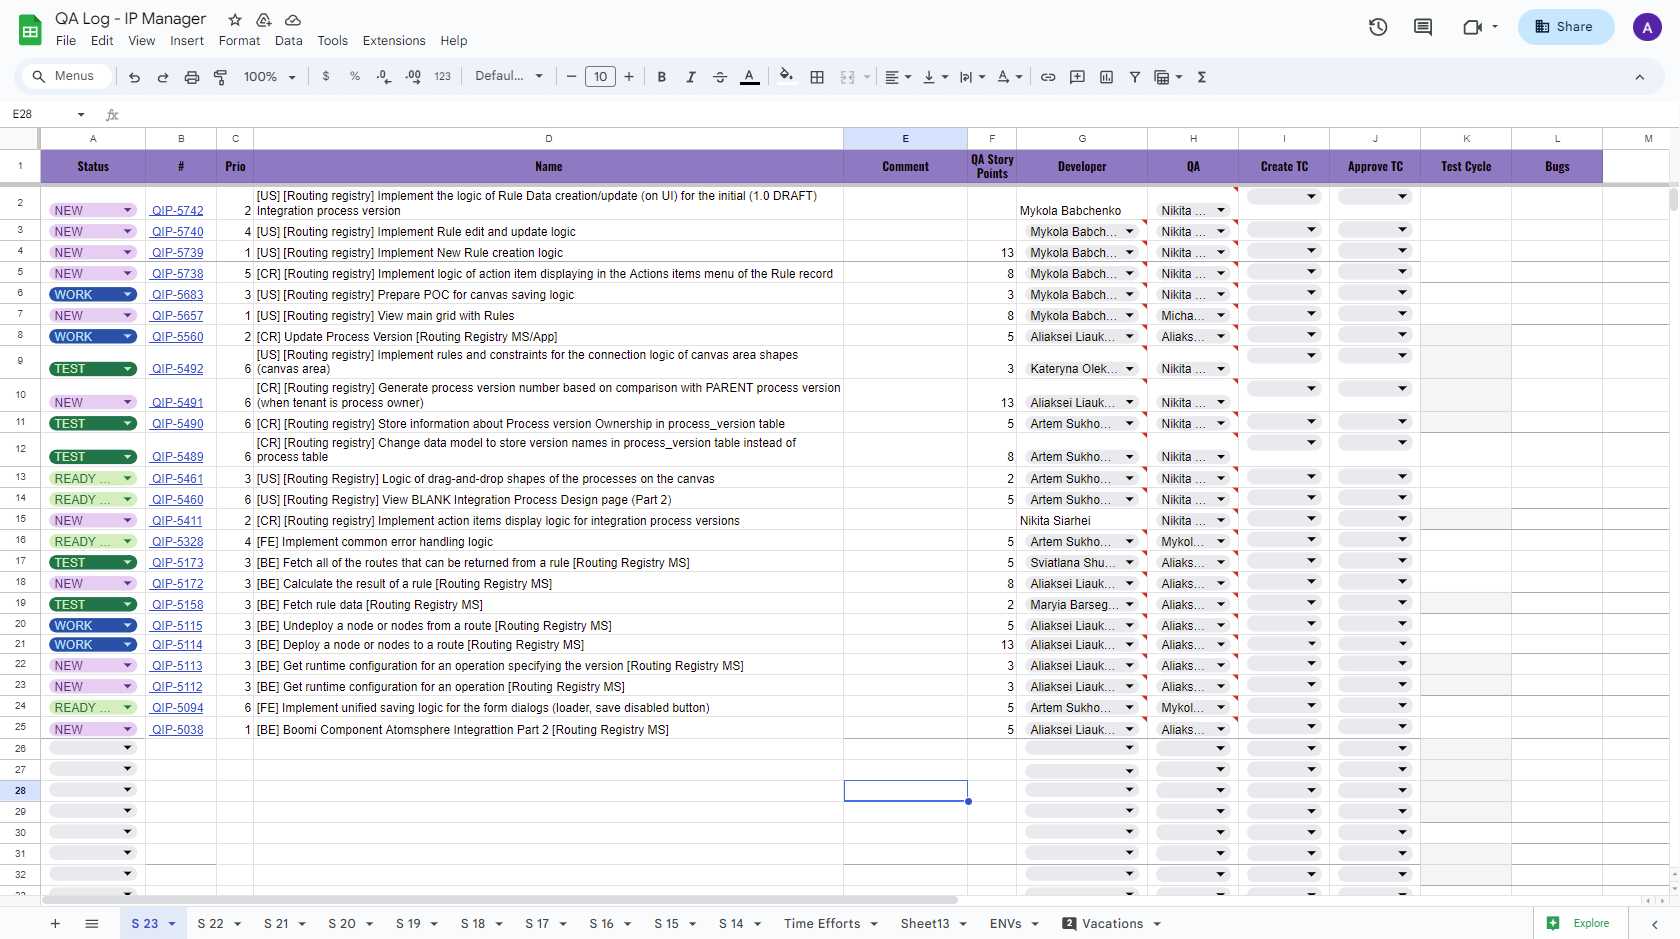 QA Log - IP Manager
File Edit View Insert Format Data Tools Extensions Help
Share
A
Menus 100% $ % .0 .00 123 Defaul... 10 B I S A Σ
E28 fx
A B C D E F G H I J K L M
1 Status # Prio Name Comment QA Story Points Developer QA Create TC Approve TC Test Cycle Bugs
2 NEW QIP-5742 2 [US] [Routing registry] Implement the logic of Rule Data creation/update (on UI) for the initial (1.0 DRAFT)
Integration process version Mykola Babchenko Nikita ...
3 NEW QIP-5740 4 [US] [Routing registry] Implement Rule edit and update logic Mykola Babch... Nikita ...
4 NEW QIP-5739 1 [US] [Routing registry] Implement New Rule creation logic 13 Mykola Babch... Nikita ...
5 NEW QIP-5738 5 [CR] [Routing registry] Implement logic of action item displaying in the Actions items menu of the Rule record 8 Mykola Babch... Nikita ...
6 WORK QIP-5683 3 [US] [Routing registry] Prepare POC for canvas saving logic 3 Mykola Babch... Nikita ...
7 NEW QIP-5657 1 [US] [Routing registry] View main grid with Rules 8 Mykola Babch... Micha...
8 WORK QIP-5560 2 [CR] Update Process Version [Routing Registry MS/App] 5 Aliaksei Liauk... Aliaks...
9 TEST QIP-5492 6 [US] [Routing registry] Implement rules and constraints for the connection logic of canvas area shapes
(canvas area) 3 Kateryna Olek... Nikita ...
10 NEW QIP-5491 6 [CR] [Routing registry] Generate process version number based on comparison with PARENT process version
(when tenant is process owner) 13 Aliaksei Liauk... Nikita ...
11 TEST QIP-5490 6 [CR] [Routing registry] Store information about Process version Ownership in process_version table 5 Artem Sukho... Nikita ...
12 TEST QIP-5489 6 [CR] [Routing registry] Change data model to store version names in process_version table instead of
process table 8 Artem Sukho... Nikita ...
13 READY ... QIP-5461 3 [US] [Routing Registry] Logic of drag-and-drop shapes of the processes on the canvas 2 Artem Sukho... Nikita ...
14 READY ... QIP-5460 6 [US] [Routing Registry] View BLANK Integration Process Design page (Part 2) 5 Artem Sukho... Nikita ...
15 NEW QIP-5411 2 [CR] [Routing registry] Implement action items display logic for integration process versions Nikita Siarhei Nikita ...
16 READY ... QIP-5328 4 [FE] Implement common error handling logic 5 Artem Sukho... Mykol...
17 TEST QIP-5173 3 [BE] Fetch all of the routes that can be returned from a rule [Routing Registry MS] 5 Sviatlana Shu... Aliaks...
18 NEW QIP-5172 3 [BE] Calculate the result of a rule [Routing Registry MS] 8 Aliaksei Liauk... Aliaks...
19 TEST QIP-5158 3 [BE] Fetch rule data [Routing Registry MS] 2 Maryia Barseg... Aliaks...
20 WORK QIP-5115 3 [BE] Undeploy a node or nodes from a route [Routing Registry MS] 5 Aliaksei Liauk... Aliaks...
21 WORK QIP-5114 3 [BE] Deploy a node or nodes to a route [Routing Registry MS] 13 Aliaksei Liauk... Aliaks...
22 NEW QIP-5113 3 [BE] Get runtime configuration for an operation specifying the version [Routing Registry MS] 3 Aliaksei Liauk... Aliaks...
23 NEW QIP-5112 3 [BE] Get runtime configuration for an operation [Routing Registry MS] 3 Aliaksei Liauk... Aliaks...
24 READY ... QIP-5094 6 [FE] Implement unified saving logic for the form dialogs (loader, save disabled button) 5 Artem Sukho... Mykol...
25 NEW QIP-5038 1 [BE] Boomi Component Atomsphere Integrattion Part 2 [Routing Registry MS] 5 Aliaksei Liauk... Aliaks...
26
27
28
29
30
31
32
33
S 23 S 22 S 21 S 20 S 19 S 18 S 17 S 16 S 15 S 14 Time Efforts Sheet13 ENVs 2 Vacations Explore